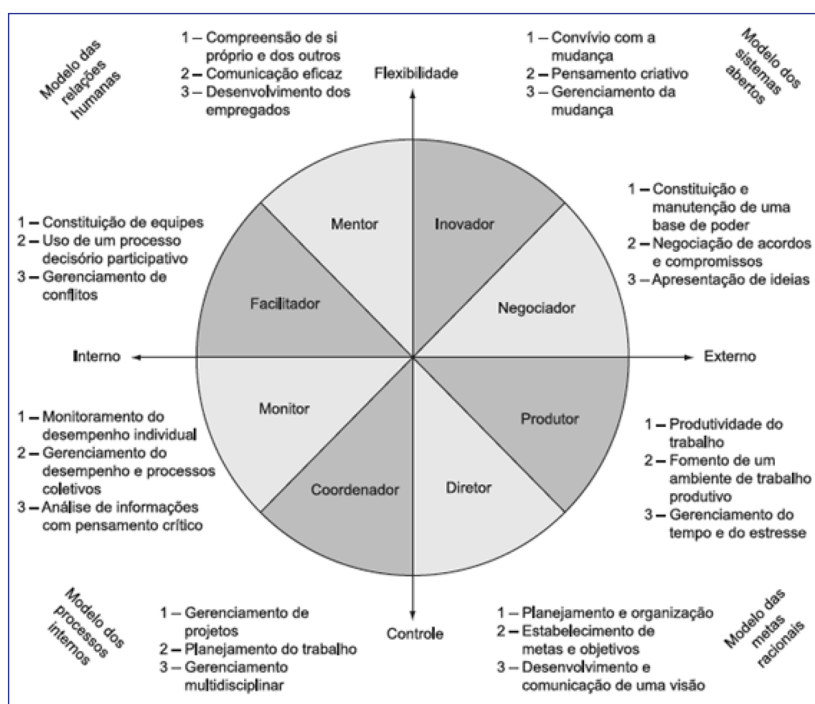 Modelo das
relações
humanas
1 – Compreensão de si
próprio e dos outros
2 – Comunicação eficaz
3 – Desenvolvimento dos
empregados
Flexibilidade
1 – Convívio com a
mudança
2 – Pensamento criativo
3 – Gerenciamento da
mudança
Modelo dos
sistemas
abertos
1 – Constituição de equipes
2 – Uso de um processo
decisório participativo
3 – Gerenciamento de
conflitos
Mentor
Inovador
1 – Constituição e
manutenção de uma
base de poder
2 – Negociação de acordos
e compromissos
3 – Apresentação de ideias
Facilitador
Negociador
Interno
Externo
1 – Monitoramento do
desempenho individual
2 – Gerenciamento do
desempenho e processos
coletivos
3 – Análise de informações
com pensamento crítico
Monitor
Produtor
1 – Produtividade do
trabalho
2 – Fomento de um
ambiente de trabalho
produtivo
3 – Gerenciamento do
tempo e do estresse
Coordenador
Diretor
Modelo dos
processos
internos
1 – Gerenciamento de
projetos
2 – Planejamento do trabalho
3 – Gerenciamento
multidisciplinar
Controle
1 – Planejamento e organização
2 – Estabelecimento de
metas e objetivos
3 – Desenvolvimento e
comunicação de uma visão
Modelo das
metas
racionais